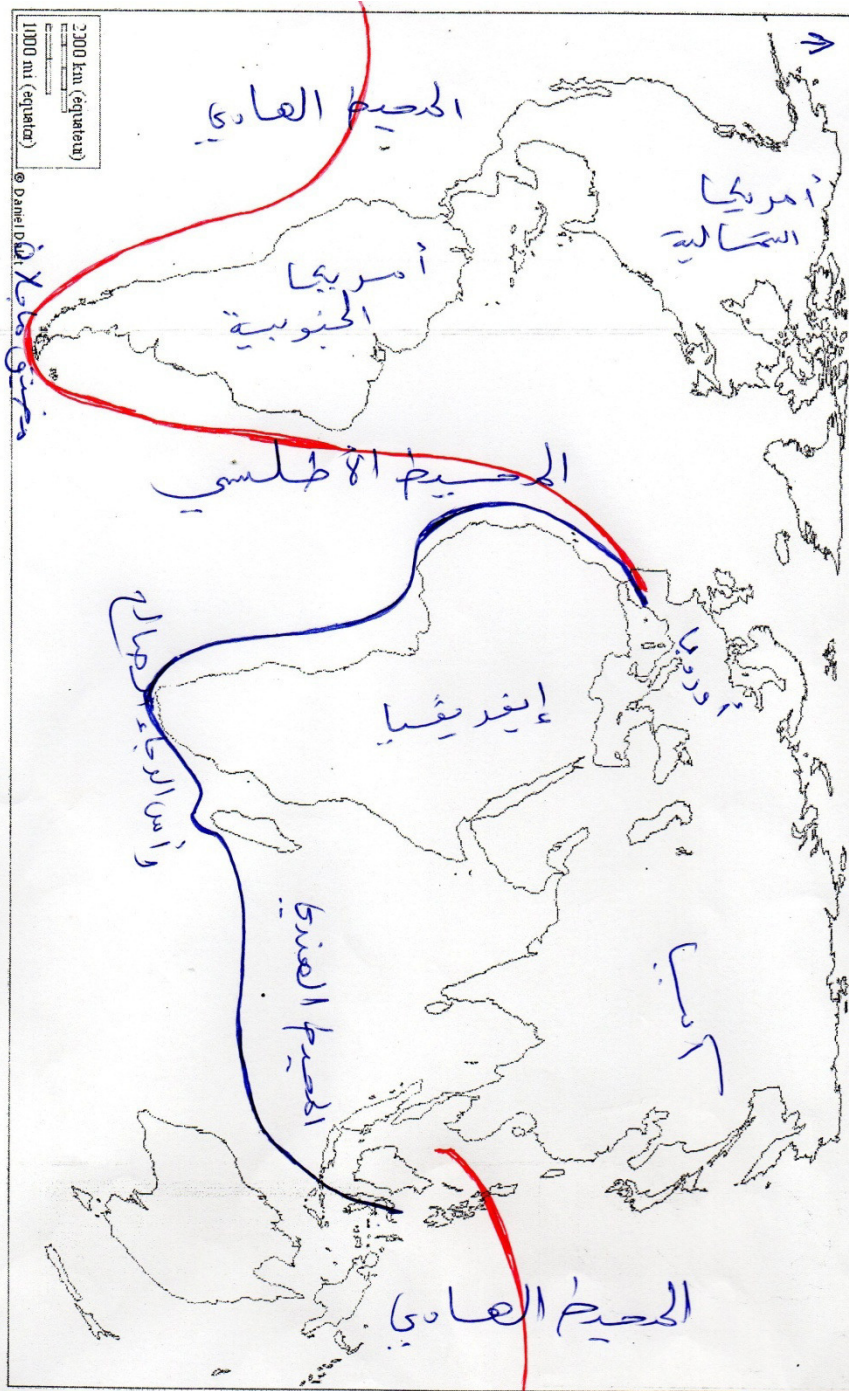 2000 km (équateur)
1000 mi (equator)
المحيط الهادي
أمريكا
الشمالية
أمريكا
الجنوبية
مضيق ماجلان
المحيط الأطلسي
أوروبا
إفريقيا
رأس الرجاء الصالح
آسيا
المحيط الهندي
المحيط الهادي